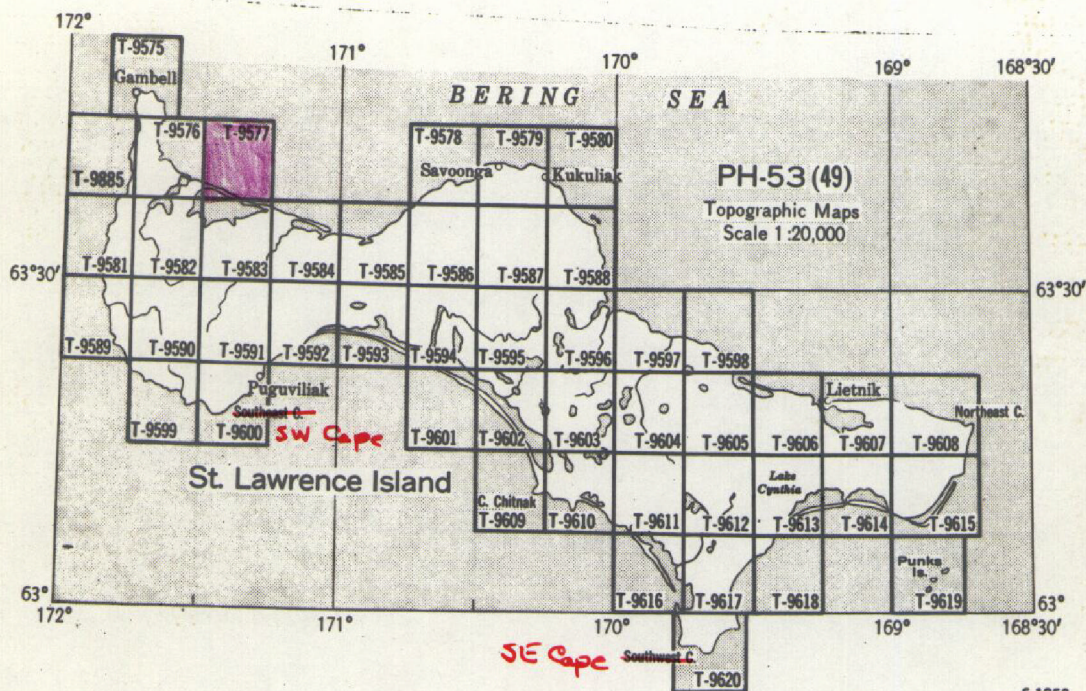 172°
171°
170°
169°
168°30'
T-9575
Gambell
BERING SEA
T-9576
T-9577
T-9578
T-9579
T-9580
Savoonga
Kukuliak
PH-53 (49)
Topographic Maps
Scale 1:20,000
T-9885
63°30'
T-9581
T-9582
T-9583
T-9584
T-9585
T-9586
T-9587
T-9588
63°30'
T-9589
T-9590
T-9591
T-9592
T-9593
T-9594
T-9595
T-9596
T-9597
T-9598
Puguviliak
Lietnik
Northeast C.
Southeast C.
SW Cape
T-9599
T-9600
T-9601
T-9602
T-9603
T-9604
T-9605
T-9606
T-9607
T-9608
St. Lawrence Island
Lake
Cynthia
C. Chitnak
T-9609
T-9610
T-9611
T-9612
T-9613
T-9614
T-9615
Punks
Is.
63°
T-9616
T-9617
T-9618
T-9619
63°
172°
171°
170°
169°
168°30'
SE Cape
Southwest C.
T-9620